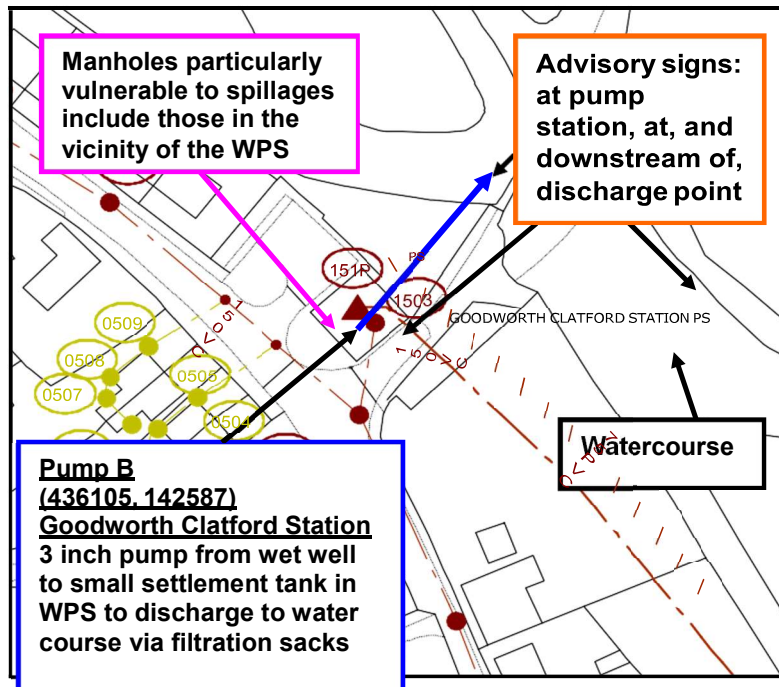 Manholes particularly
vulnerable to spillages
include those in the
vicinity of the WPS
Advisory signs:
at pump
station, at, and
downstream of,
discharge point
PS
151P
1503
GOODWORTH CLATFORD STATION PS
150VC
150VC
0509
0508
0507
0505
0504
Watercourse
Pump B
(436105, 142587)
Goodworth Clatford Station
3 inch pump from wet well
to small settlement tank in
WPS to discharge to water
course via filtration sacks